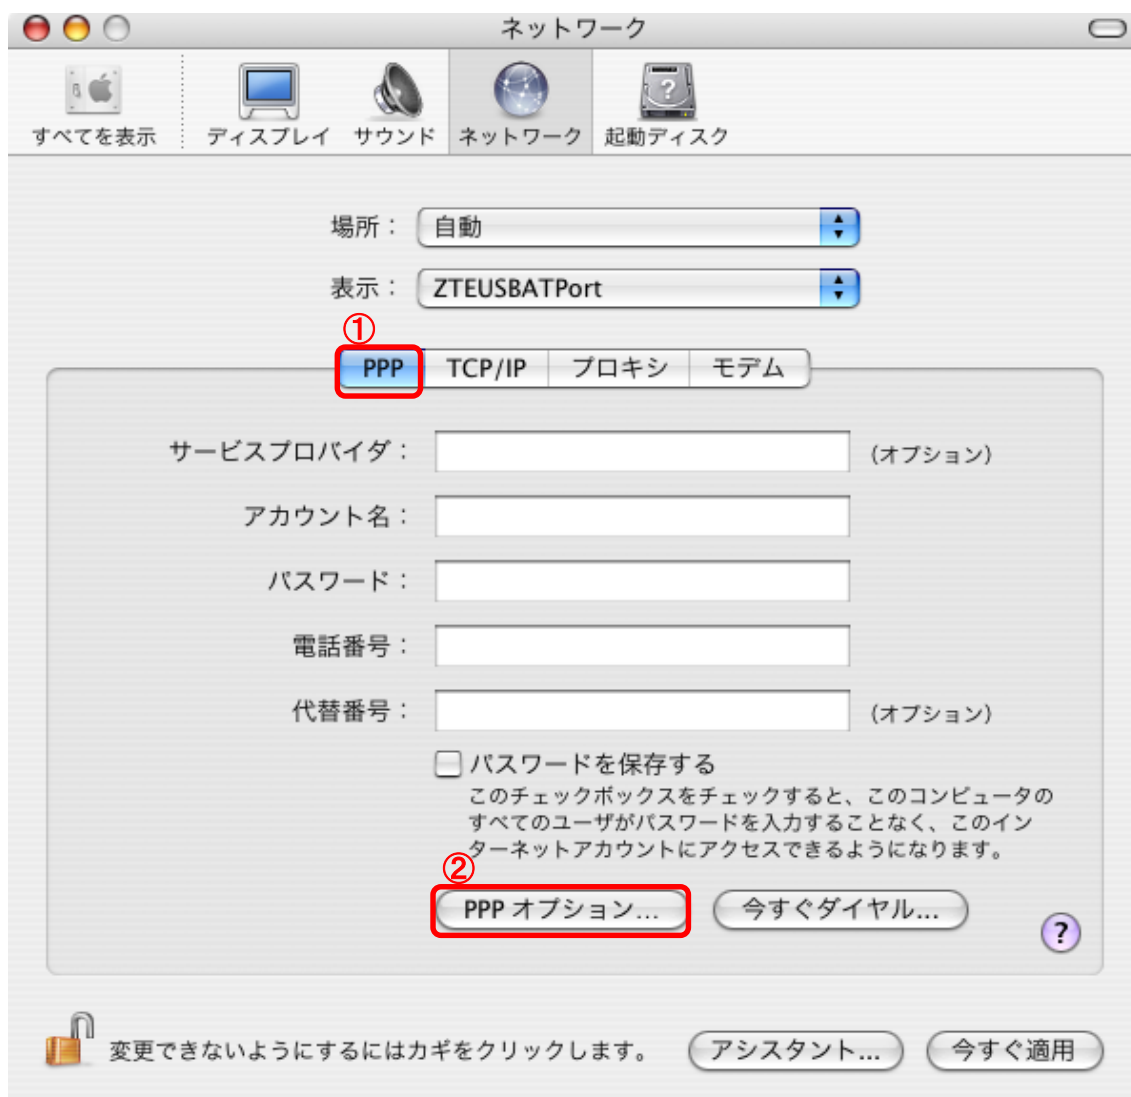 ネットワーク
すべてを表示 ディスプレイ サウンド ネットワーク 起動ディスク
場所： 自動
表示： ZTEUSBATPort
①
PPP TCP/IP プロキシ モデム
サービスプロバイダ： (オプション)
アカウント名：
パスワード：
電話番号：
代替番号： (オプション)
パスワードを保存する
このチェックボックスをチェックすると、このコンピュータの
すべてのユーザがパスワードを入力することなく、このイン
ターネットアカウントにアクセスできるようになります。
②
PPP オプション... 今すぐダイヤル...
?
変更できないようにするにはカギをクリックします。 アシスタント... 今すぐ適用